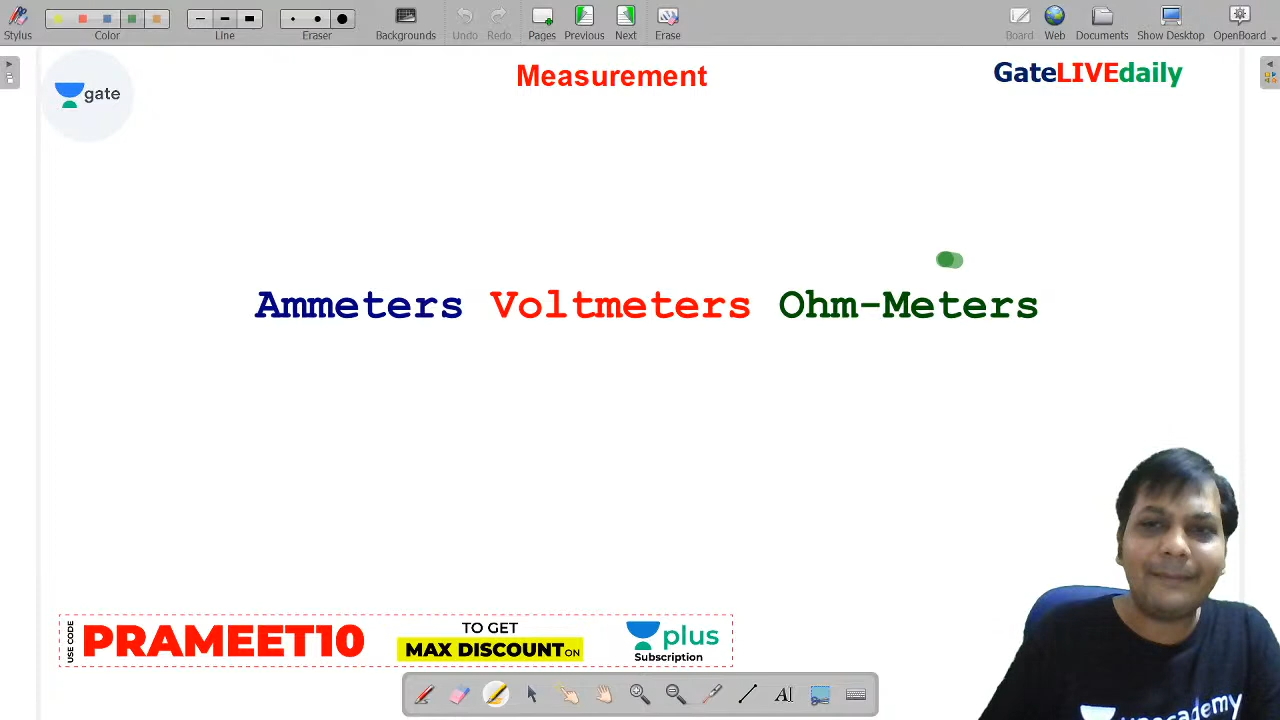 Stylus
Color
Line
Eraser
Backgrounds
Undo
Redo
Pages
Previous
Next
Erase
Board
Web
Documents
Show Desktop
OpenBoard
gate
Measurement
GateLIVEdaily
Ammeters Voltmeters Ohm-Meters
USE CODE
PRAMEET10
TO GET
MAX DISCOUNT ON
plus
Subscription